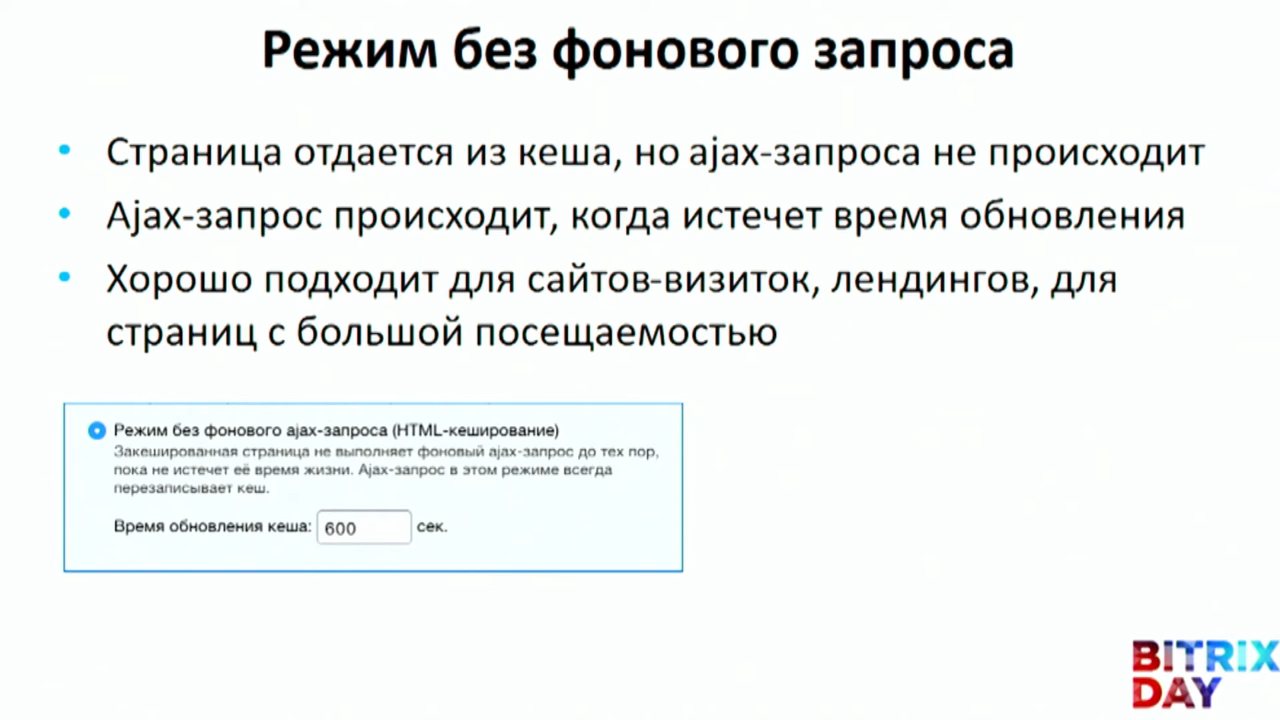 Режим без фонового запроса
• Страница отдается из кеша, но ajax-запроса не происходит
• Ajax-запрос происходит, когда истечет время обновления
• Хорошо подходит для сайтов-визиток, лендингов, для
страниц с большой посещаемостью
Режим без фонового ajax-запроса (HTML-кеширование)
Закешированная страница не выполняет фоновый ajax-запрос до тех пор,
пока не истечет её время жизни. Ajax-запрос в этом режиме всегда
перезаписывает кеш.
Время обновления кеша: 600 сек.
BITRIX
DAY